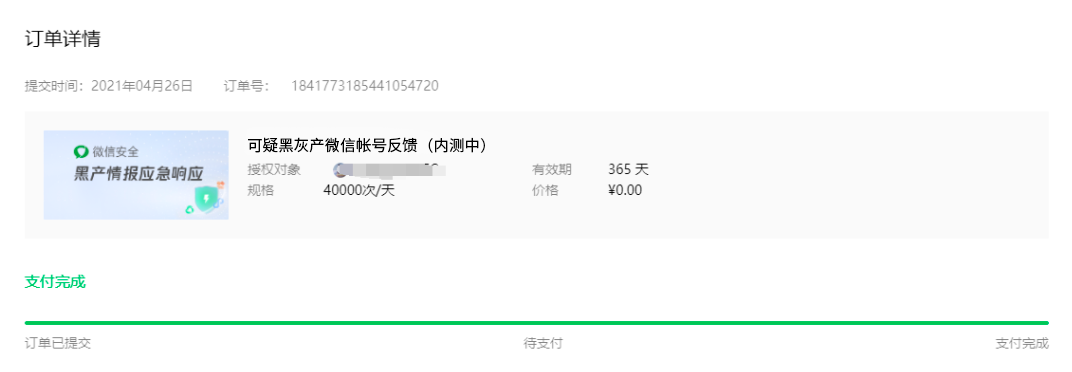 订单详情
提交时间：2021年04月26日 订单号： 1841773185441054720
微信安全
黑产情报应急响应
可疑黑灰产微信帐号反馈（内测中）
授权对象 有效期 365 天
规格 40000次/天 价格 ¥0.00
支付完成
订单已提交 待支付 支付完成